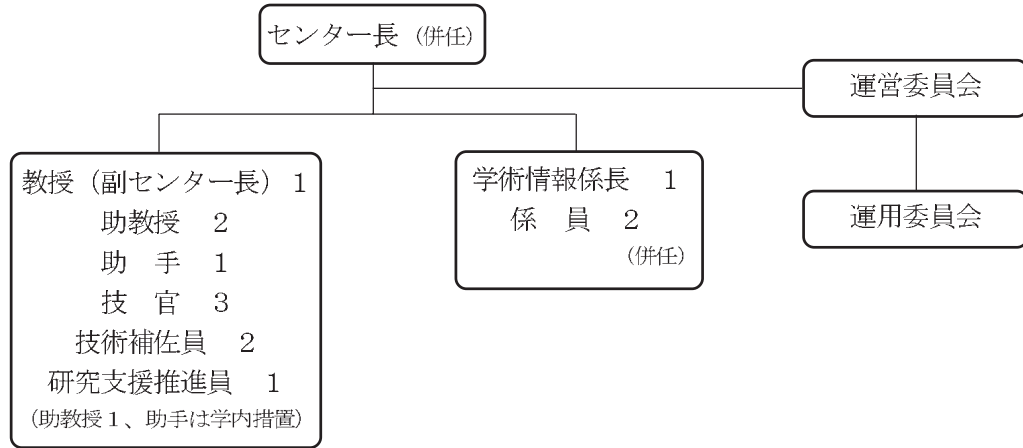 センター長（併任）
運営委員会
教授（副センター長）１
助教授　２
助　手　１
技　官　３
技術補佐員　２
研究支援推進員　１
（助教授１、助手は学内措置）
学術情報係長　１
係　員　２
（併任）
運用委員会